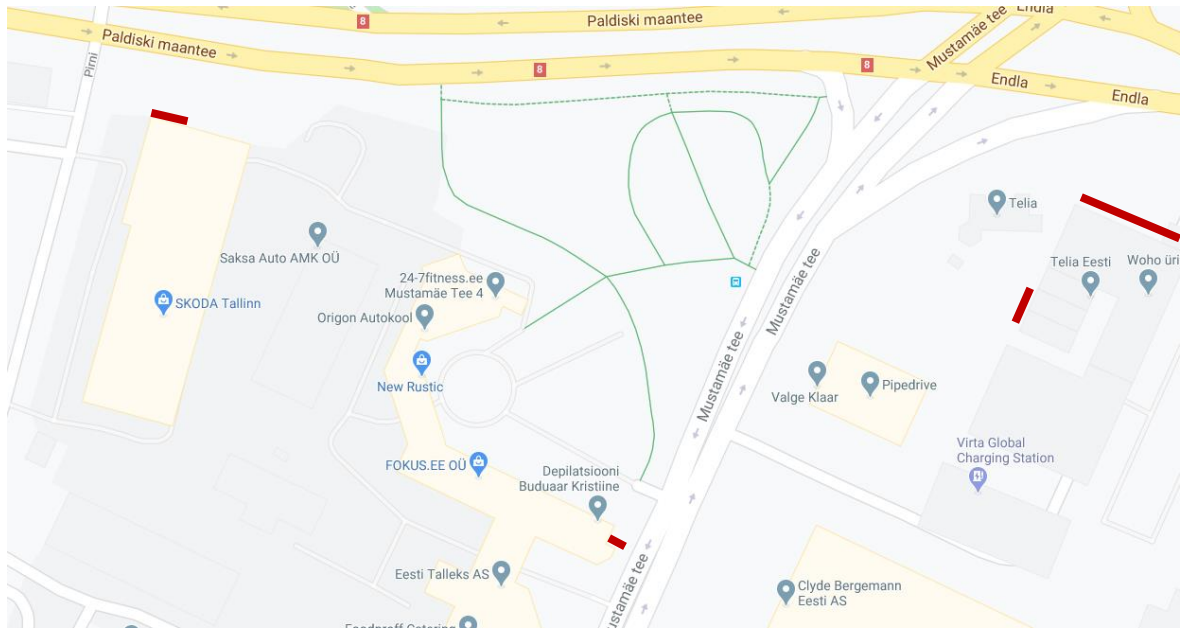 Paldiski maantee
Endla
8
Mustamäe tee
Paldiski maantee
8
8
Endla
Endla
Pirni
Telia
Saksa Auto AMK OÜ
Telia Eesti
Woho üri
24-7fitness.ee
Mustamäe Tee 4
SKODA Tallinn
Origon Autokool
Mustamäe tee
Mustamäe tee
New Rustic
Valge Klaar
Pipedrive
Virta Global
Charging Station
FOKUS.EE OÜ
Depilatsiooni
Buduaar Kristiine
Eesti Talleks AS
Clyde Bergemann
Eesti AS
ustamäe tee